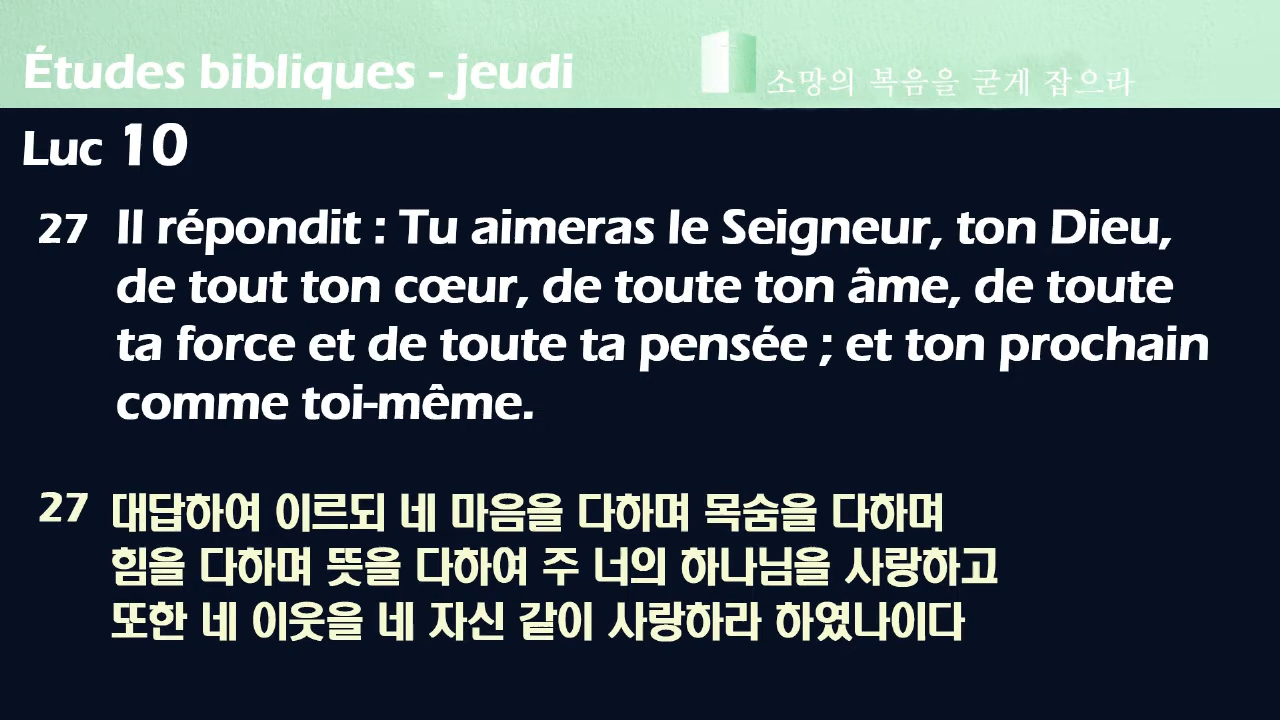 Études bibliques - jeudi
소망의 복음을 굳게 잡으라
Luc 10
27 Il répondit : Tu aimeras le Seigneur, ton Dieu,
de tout ton cœur, de toute ton âme, de toute
ta force et de toute ta pensée ; et ton prochain
comme toi-même.
27 대답하여 이르되 네 마음을 다하며 목숨을 다하며
힘을 다하며 뜻을 다하여 주 너의 하나님을 사랑하고
또한 네 이웃을 네 자신 같이 사랑하라 하였나이다